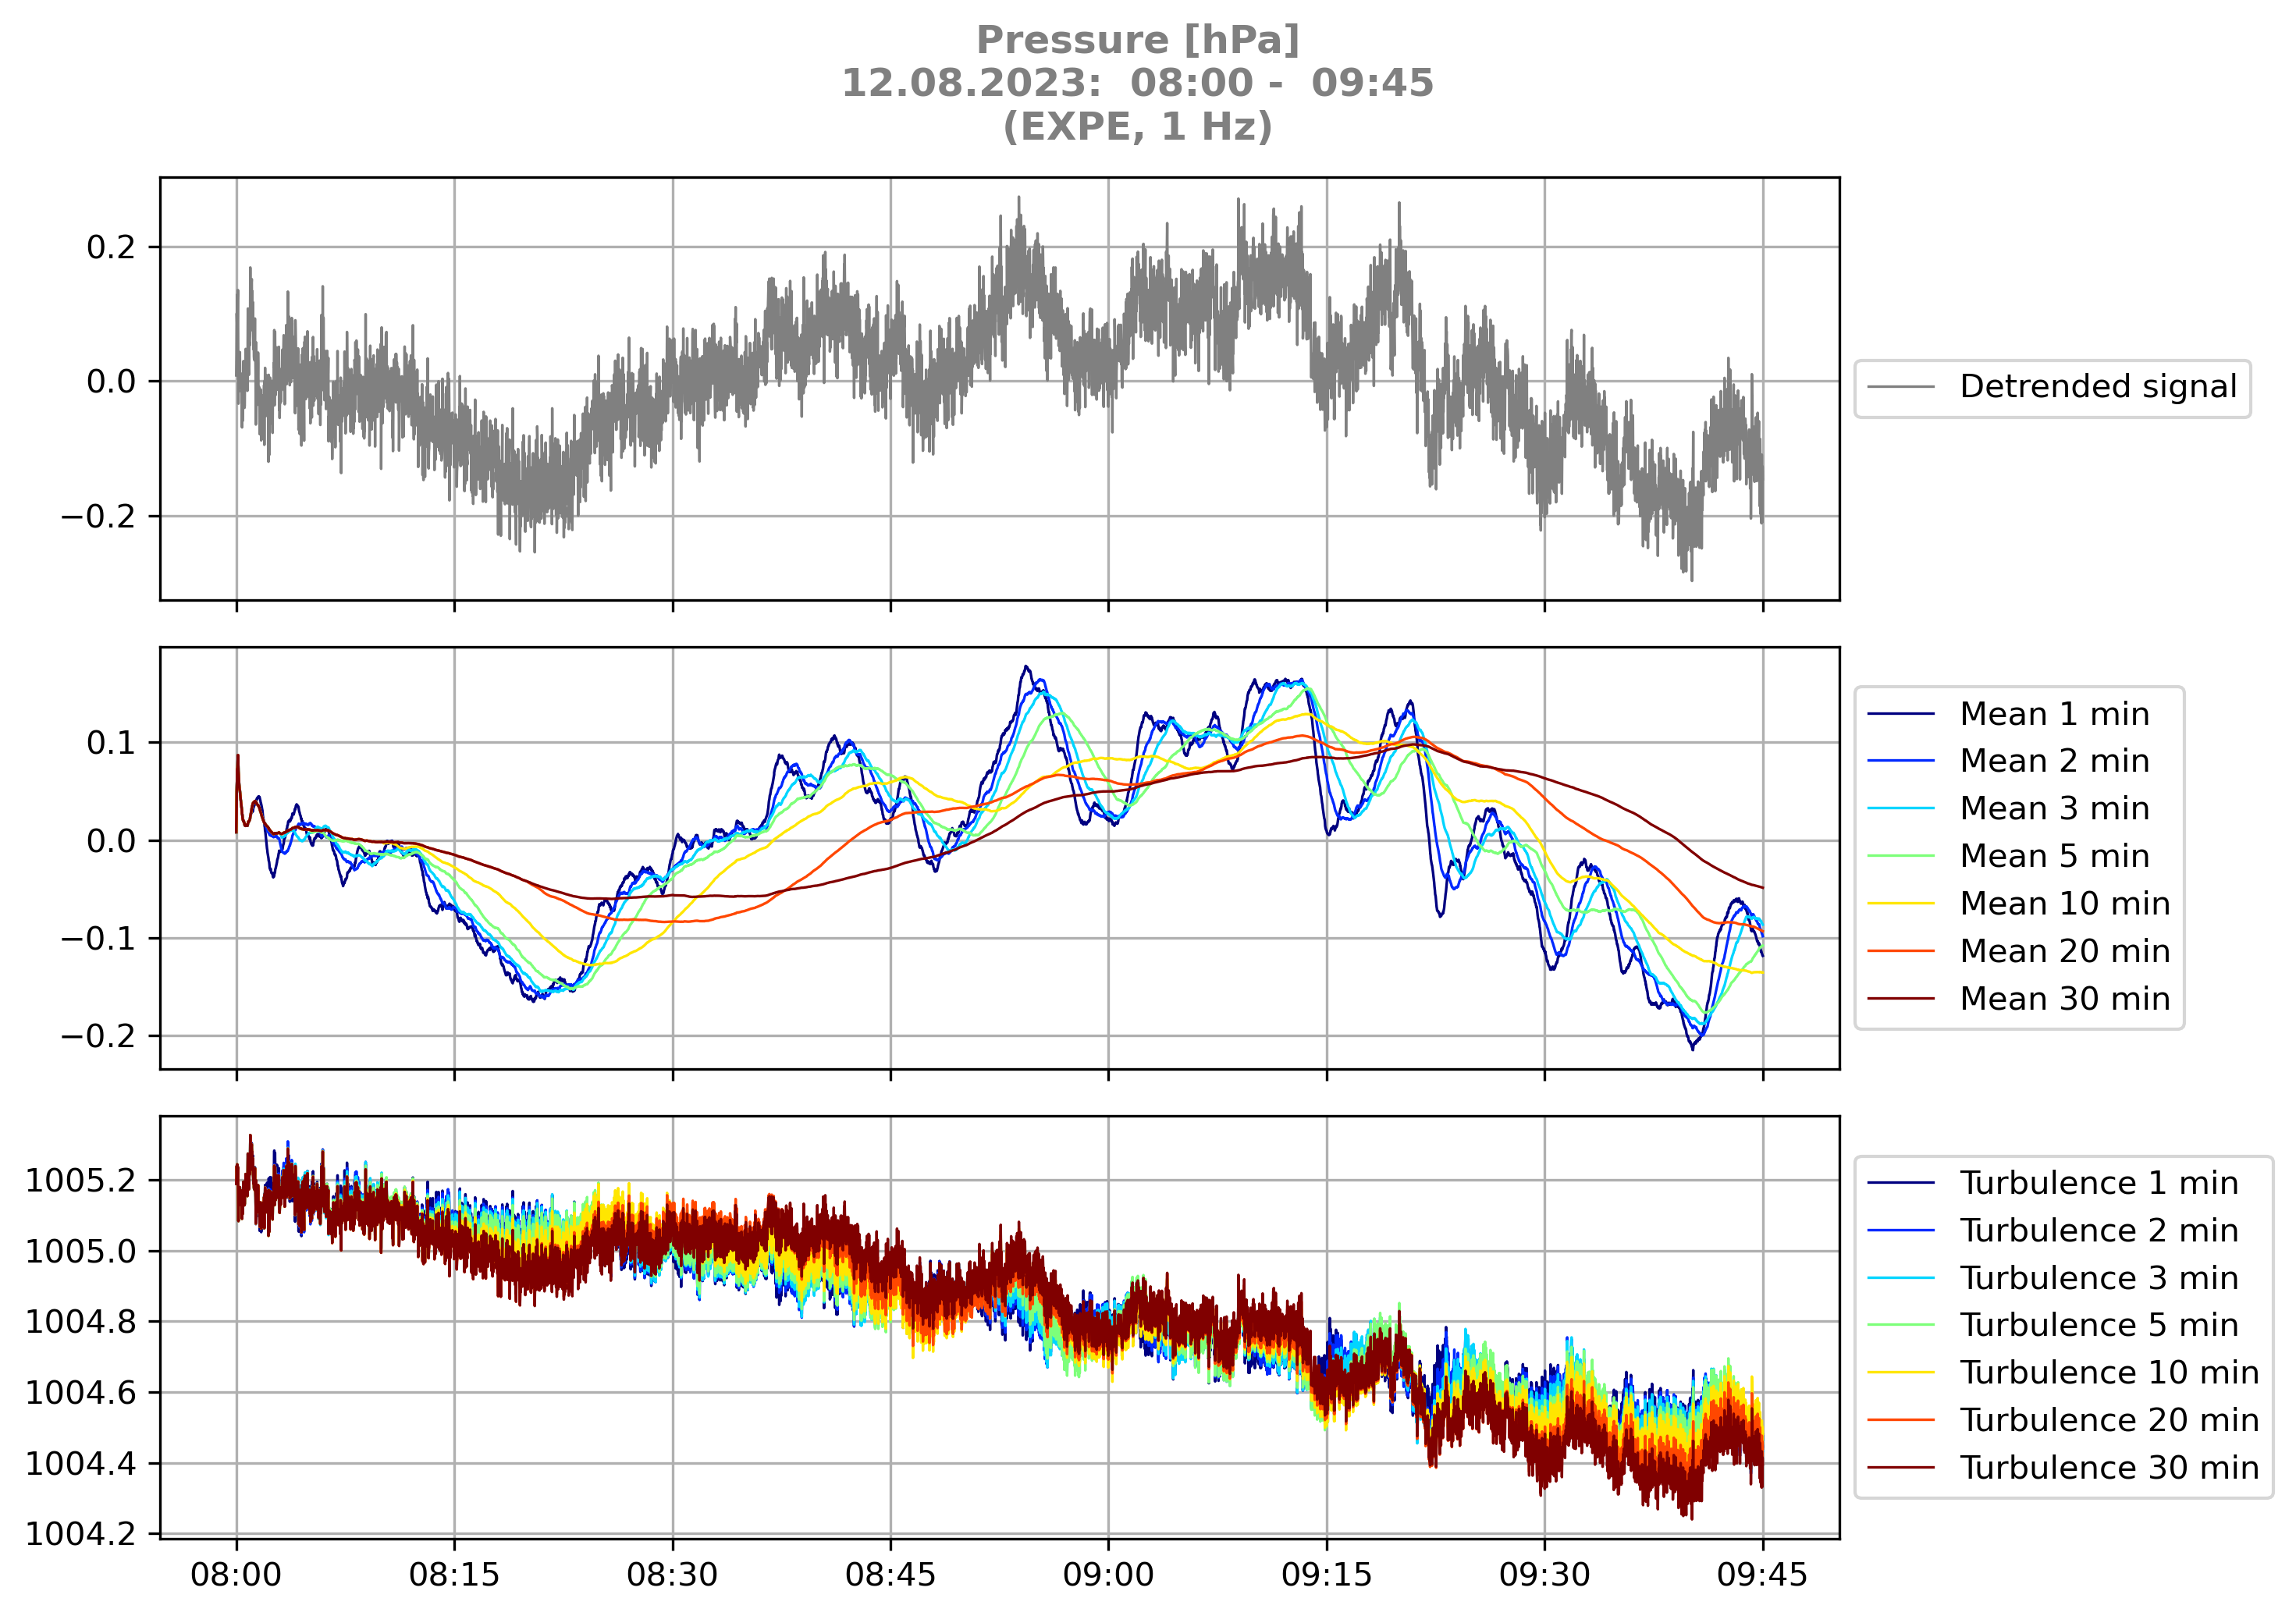 Pressure [hPa]
12.08.2023:  08:00 -  09:45
(EXPE, 1 Hz)
0.2
0.0
−0.2
Detrended signal
0.1
0.0
−0.1
−0.2
Mean 1 min
Mean 2 min
Mean 3 min
Mean 5 min
Mean 10 min
Mean 20 min
Mean 30 min
1005.2
1005.0
1004.8
1004.6
1004.4
1004.2
Turbulence 1 min
Turbulence 2 min
Turbulence 3 min
Turbulence 5 min
Turbulence 10 min
Turbulence 20 min
Turbulence 30 min
08:00 08:15 08:30 08:45 09:00 09:15 09:30 09:45